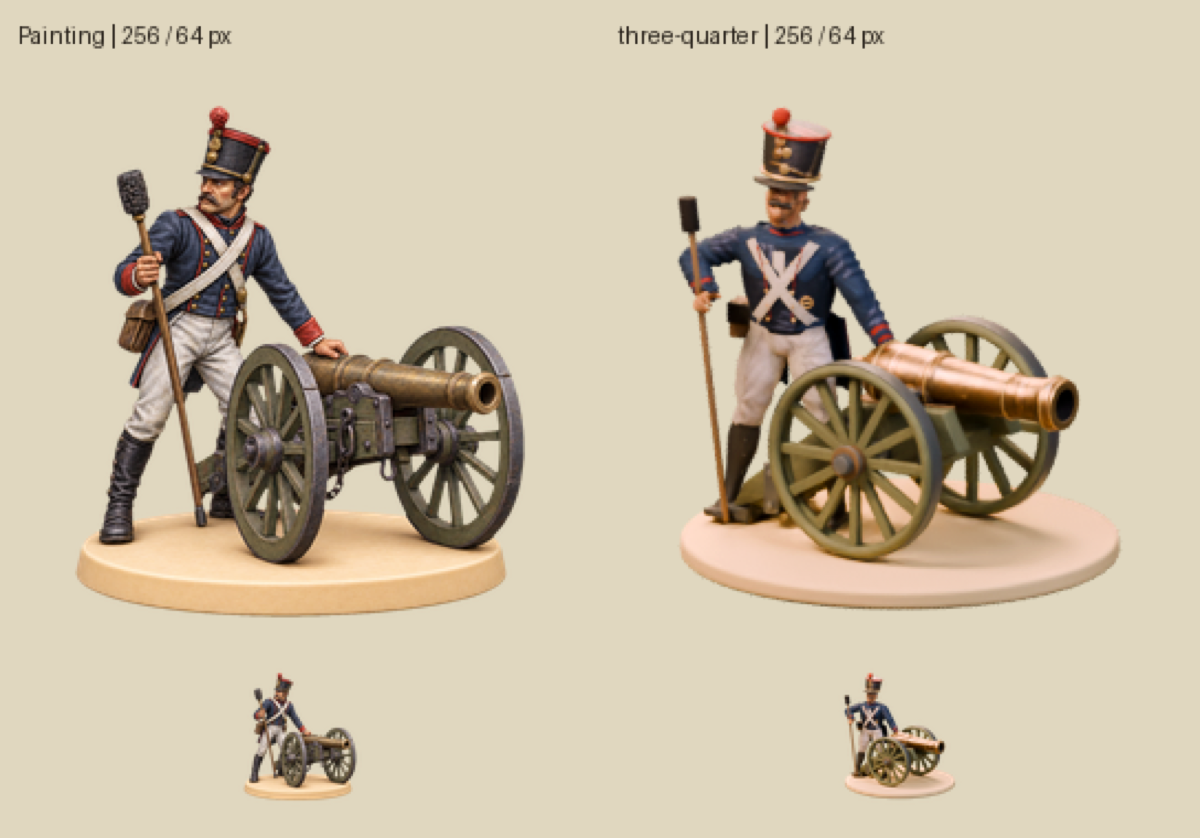 Painting | 256 / 64 px
three-quarter | 256 / 64 px